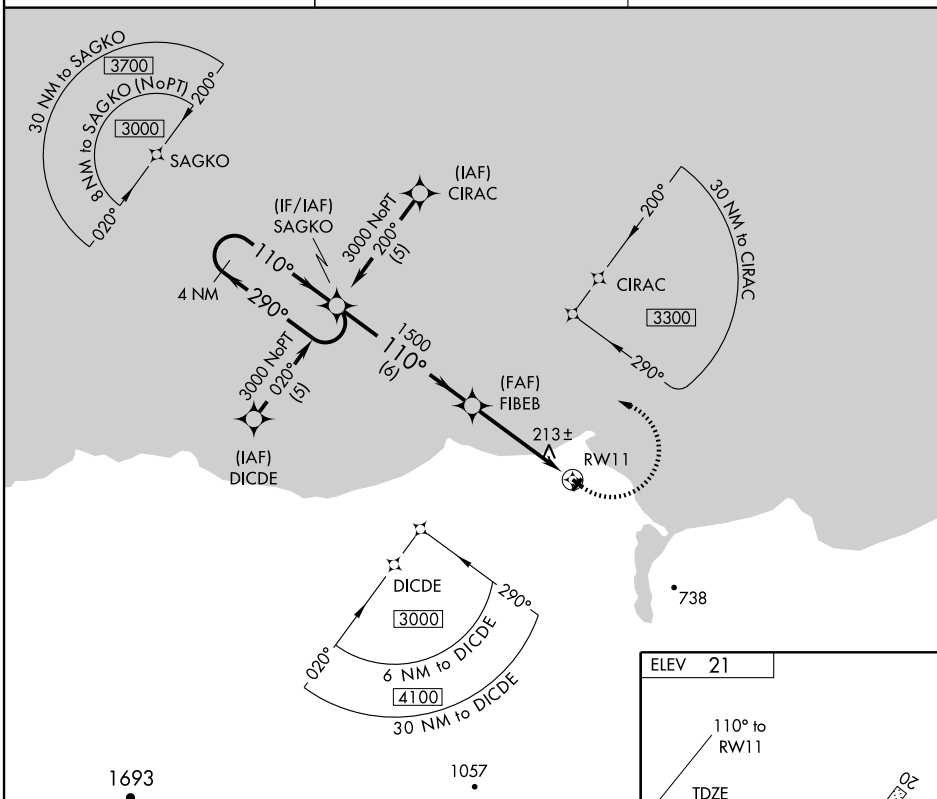 30 NM to SAGKO
3700
8 NM to SAGKO (NoPT)
200°
3000
SAGKO
020°
(IAF)
CIRAC
(IF/IAF)
SAGKO
3000 NoPT
200°
(5)
110°
4 NM
290°
3000 NoPT
020°
(5)
(IAF)
DICDE
1500
110°
(6)
(FAF)
FIBEB
213±
RW11
200°
30 NM to CIRAC
CIRAC
3300
290°
DICDE
3000
290°
020°
6 NM to DICDE
4100
30 NM to DICDE
738
1693
1057
ELEV 21
110° to
RW11
TDZE
20